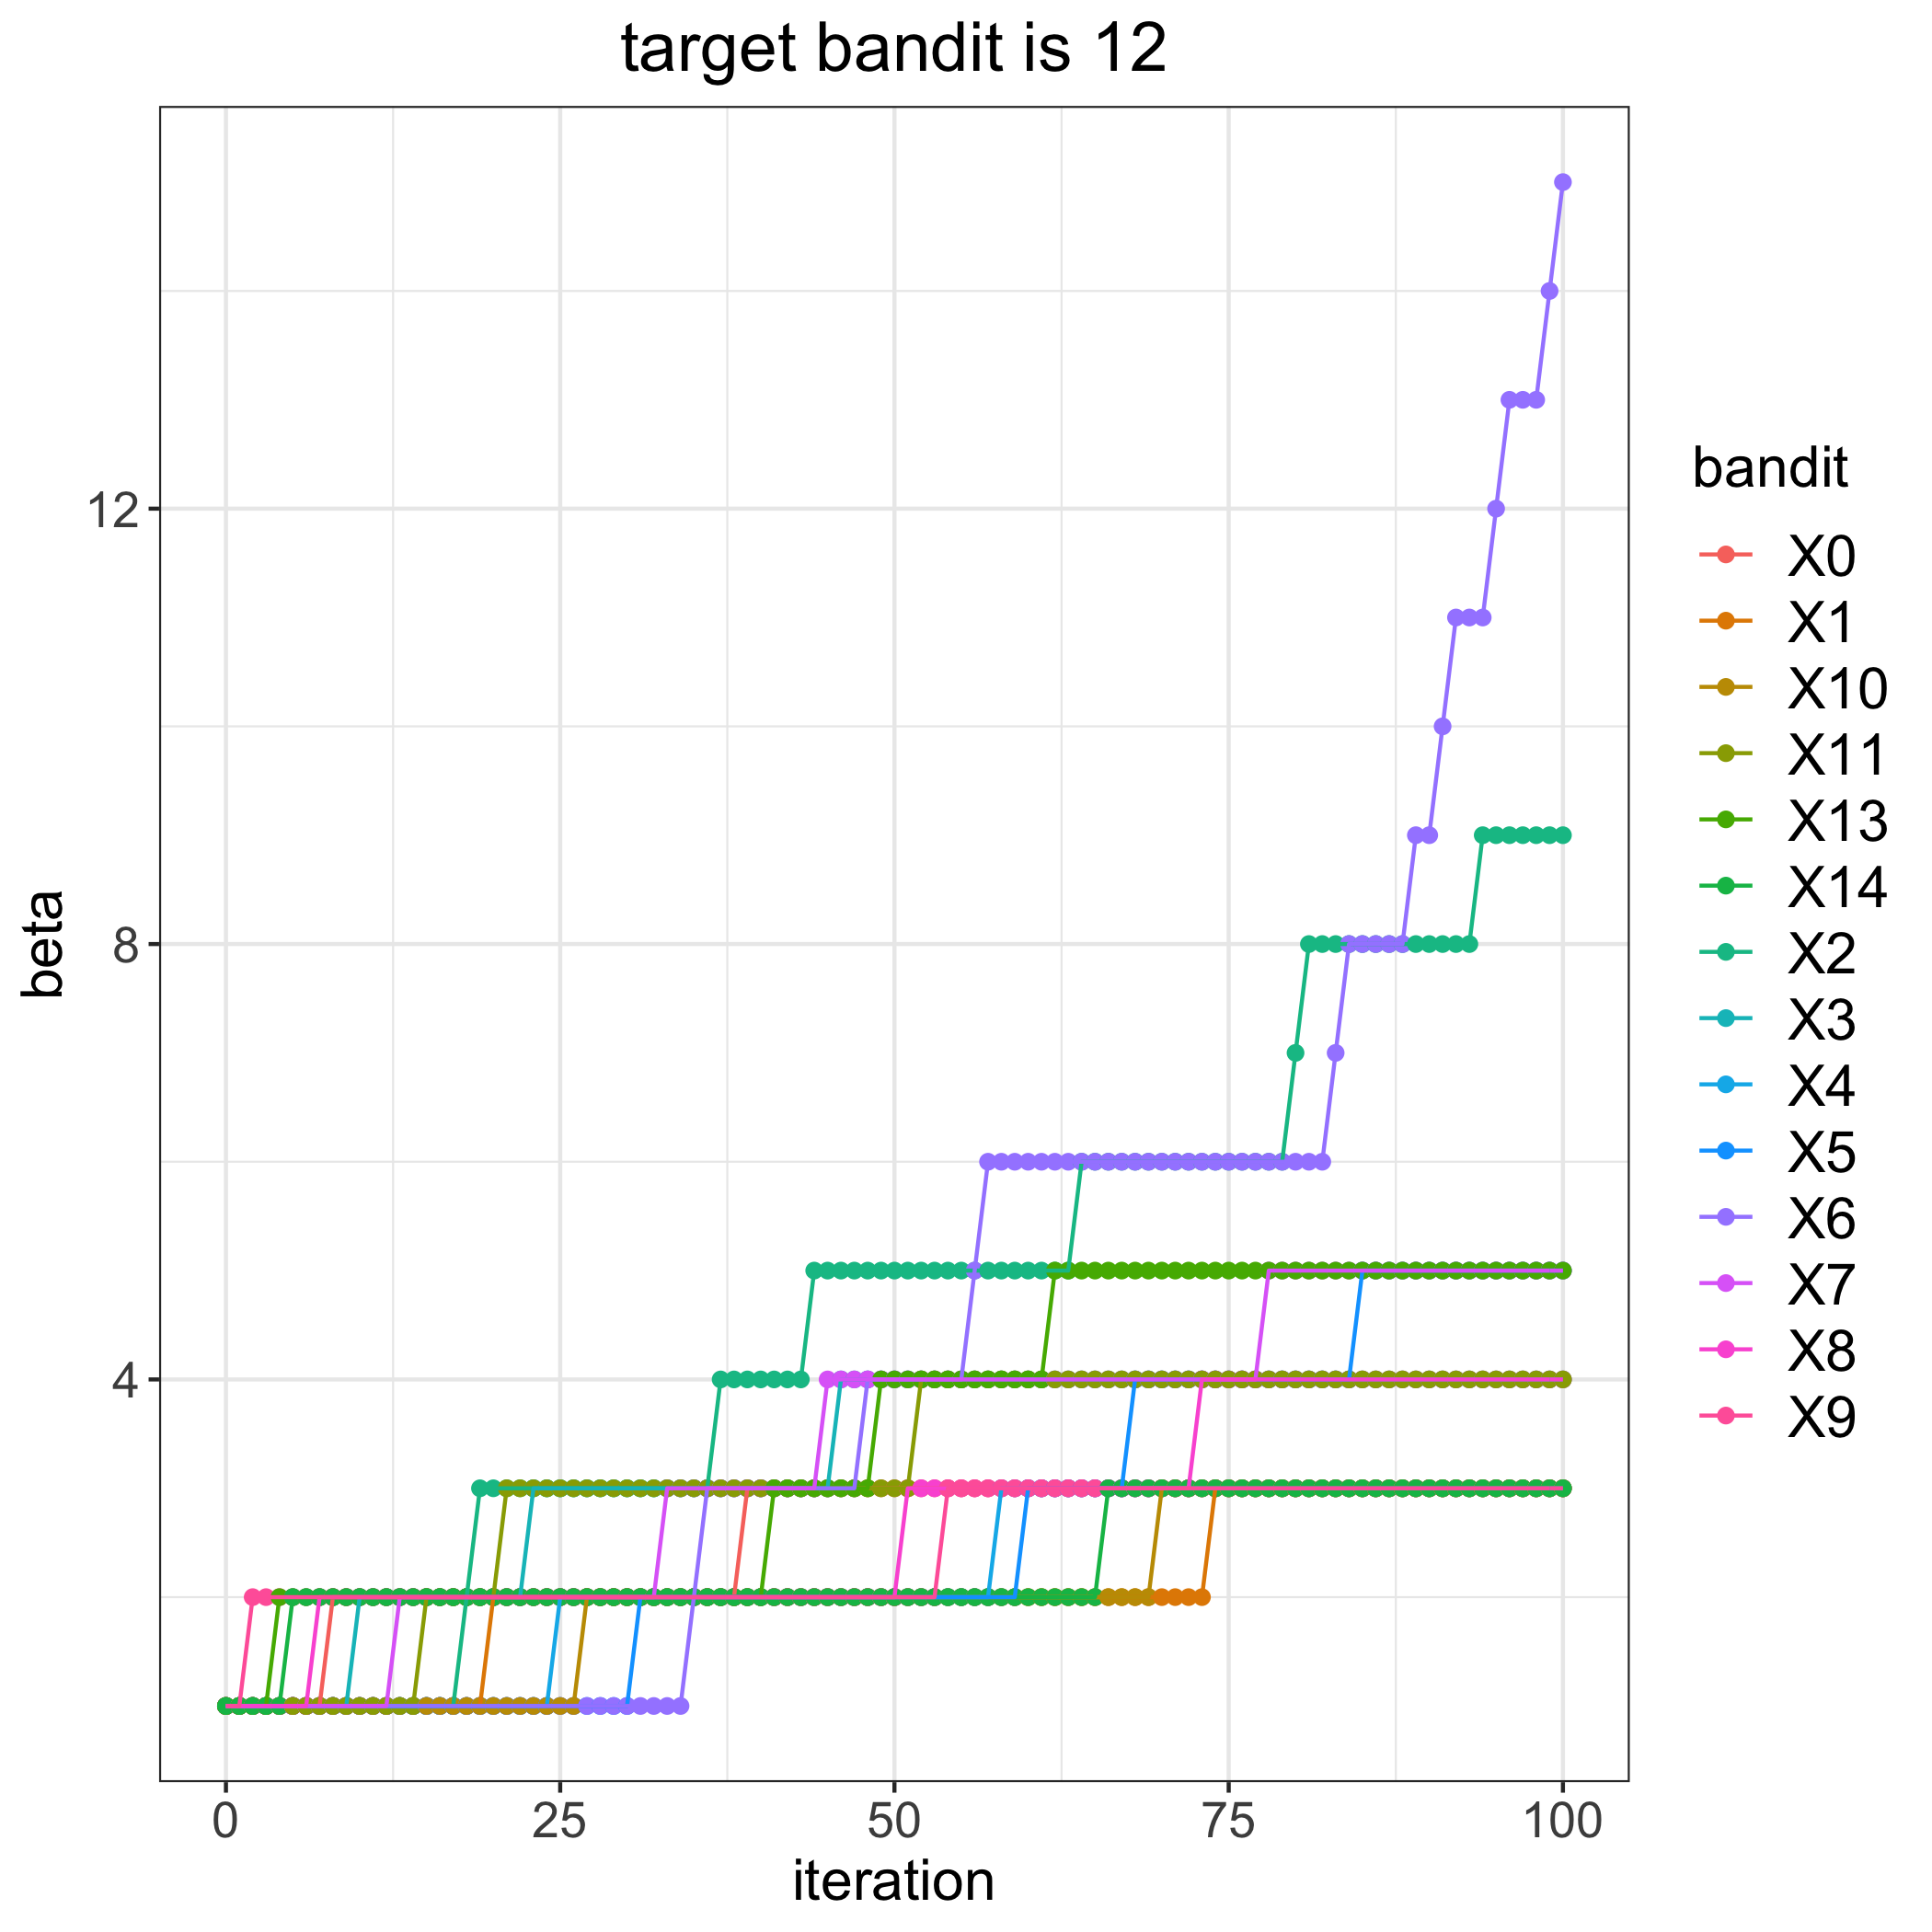 target bandit is 12
12
8
4
beta
0 25 50 75 100
iteration
bandit
X0
X1
X10
X11
X13
X14
X2
X3
X4
X5
X6
X7
X8
X9